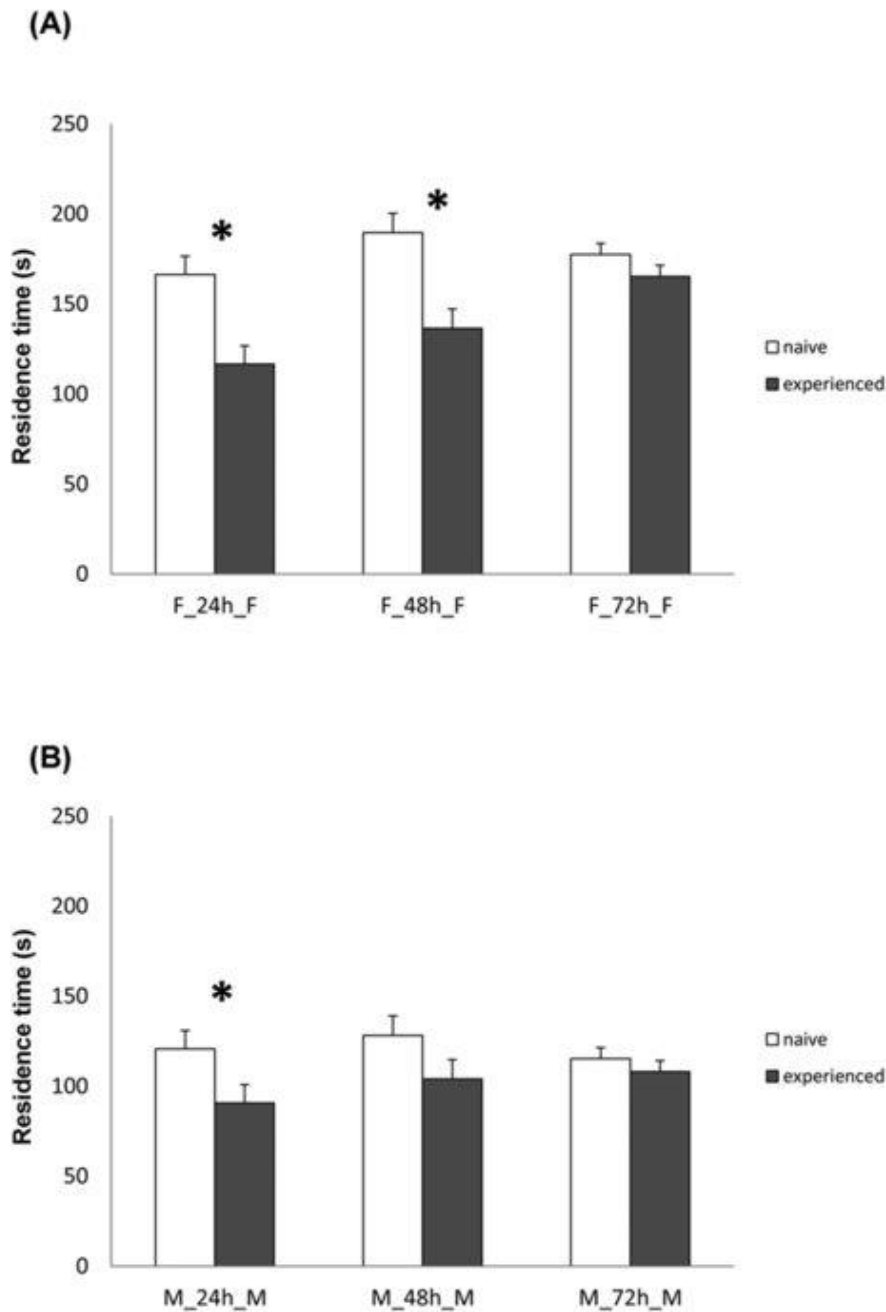 (A)
250
200
150
100
50
0
Residence time (s)
*
*
F_24h_F
F_48h_F
F_72h_F
naive
experienced
(B)
250
200
150
100
50
0
Residence time (s)
*
M_24h_M
M_48h_M
M_72h_M
naive
experienced